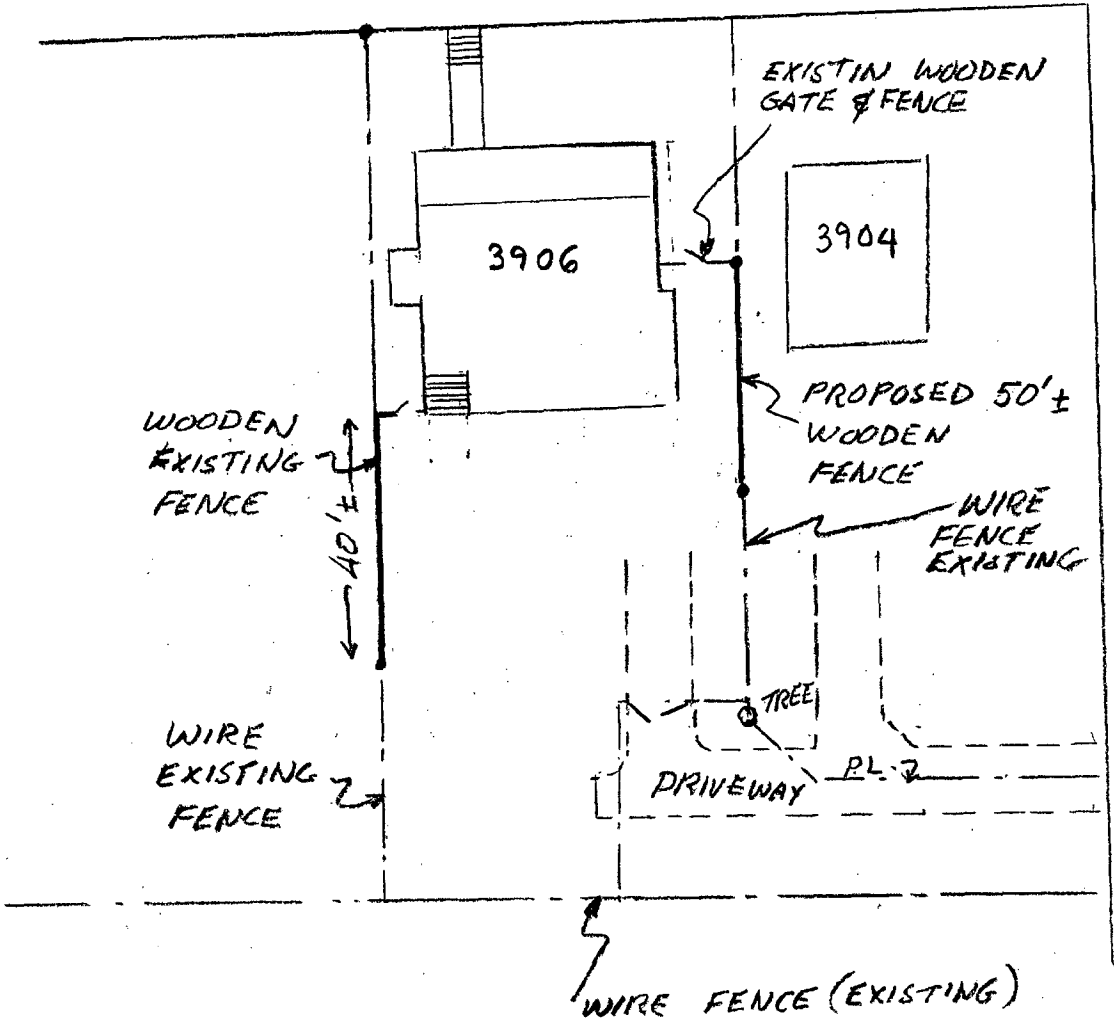 EXISTIN WOODEN
GATE & FENCE
3906
3904
PROPOSED 50'±
WOODEN
FENCE
WOODEN
EXISTING
FENCE
40'±
WIRE
FENCE
EXISTING
TREE
WIRE
EXISTING
FENCE
DRIVEWAY
P.L.
WIRE FENCE (EXISTING)